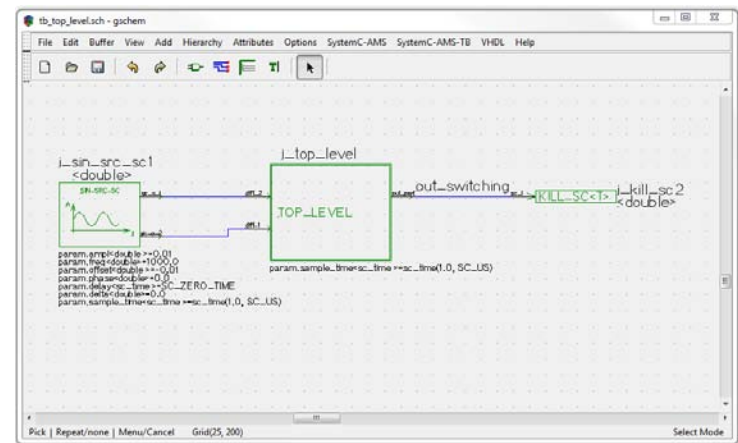 tb_top_level.sch - gschem
File Edit Buffer View Add Hierarchy Attributes Options SystemC-AMS SystemC-AMS-TB VHDL Help
i_sin_src_sc1
<double>
SIN-SRC-SC
i_top_level
TOP_LEVEL
out_switching
KILL_SC<T>
i_kill_sc2
<double>
param.ampl<double>=0.01
param.freq<double>=1000.0
param.offset<double>=-0.01
param.phase<double>=0.0
param.delay<sc_time>=SC_ZERO_TIME
param.delta<double>=0.0
param.sample_time<sc_time>=sc_time(1.0, SC_US)
param.sample_time<sc_time>=sc_time(1.0, SC_US)
Pick | Repeat/none | Menu/Cancel Grid(25, 200) Select Mode